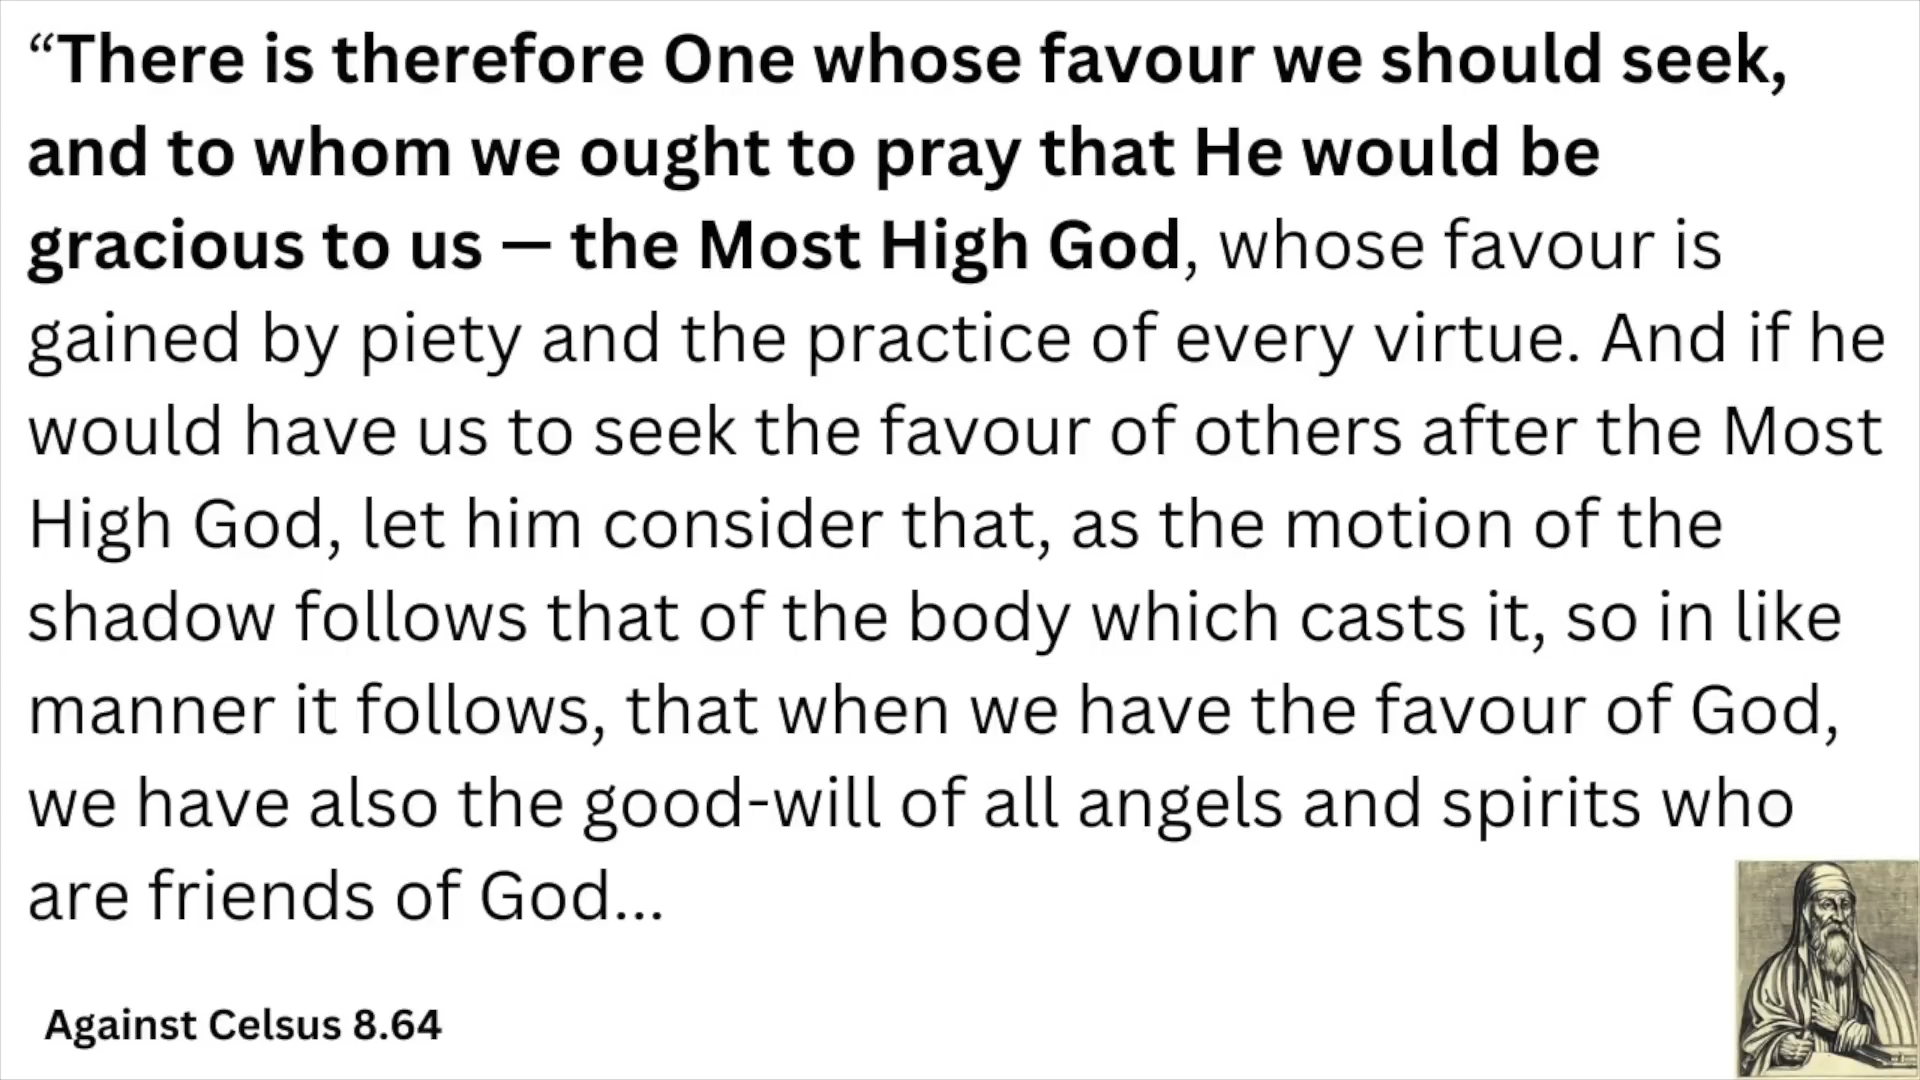 “There is therefore One whose favour we should seek,
and to whom we ought to pray that He would be
gracious to us — the Most High God, whose favour is
gained by piety and the practice of every virtue. And if he
would have us to seek the favour of others after the Most
High God, let him consider that, as the motion of the
shadow follows that of the body which casts it, so in like
manner it follows, that when we have the favour of God,
we have also the good-will of all angels and spirits who
are friends of God...
Against Celsus 8.64